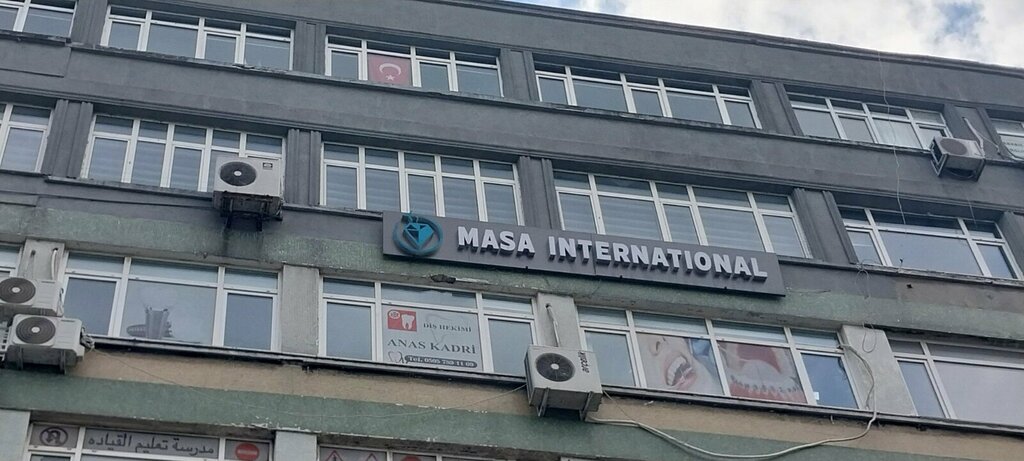 MASA INTERNATIONAL
DİŞ HEKİMİ
ANAS KADRİ
مدرسة تعليم القيادة